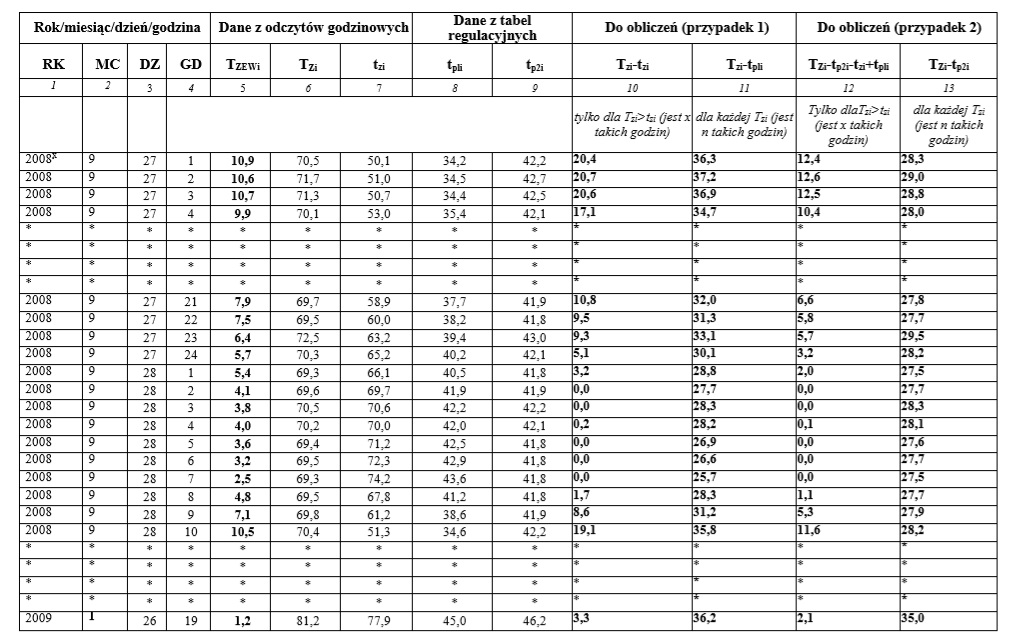 Rok/miesiąc/dzień/godzina Dane z odczytów godzinowych Dane z tabel regulacyjnych Do obliczeń (przypadek 1) Do obliczeń (przypadek 2)
RK MC DZ GD TZEWi TZi tzi tpli tp2i Tzi-tzi Tzi-tpli TZi-tp2i-tzi+tpli TZi-tp2i
1 2 3 4 5 6 7 8 9 10 11 12 13
tylko dla Tzi>tzi (jest x takich godzin) dla każdej Tzi (jest n takich godzin) Tylko dlaTzi>tzi (jest x takich godzin) dla każdej Tzi (jest n takich godzin)
2008x 9 27 1 10,9 70,5 50,1 34,2 42,2 20,4 36,3 12,4 28,3
2008 9 27 2 10,6 71,7 51,0 34,5 42,7 20,7 37,2 12,6 29,0
2008 9 27 3 10,7 71,3 50,7 34,4 42,5 20,6 36,9 12,5 28,8
2008 9 27 4 9,9 70,1 53,0 35,4 42,1 17,1 34,7 10,4 28,0
* * * * * * * * * * * * *
* * * * * * * * * * * * *
* * * * * * * * * * * * *
* * * * * * * * * * * * *
2008 9 27 21 7,9 69,7 58,9 37,7 41,9 10,8 32,0 6,6 27,8
2008 9 27 22 7,5 69,5 60,0 38,2 41,8 9,5 31,3 5,8 27,7
2008 9 27 23 6,4 72,5 63,2 39,4 43,0 9,3 33,1 5,7 29,5
2008 9 27 24 5,7 70,3 65,2 40,2 42,1 5,1 30,1 3,2 28,2
2008 9 28 1 5,4 69,3 66,1 40,5 41,8 3,2 28,8 2,0 27,5
2008 9 28 2 4,1 69,6 69,7 41,9 41,9 0,0 27,7 0,0 27,7
2008 9 28 3 3,8 70,5 70,6 42,2 42,2 0,0 28,3 0,0 28,3
2008 9 28 4 4,0 70,2 70,0 42,0 42,1 0,2 28,2 0,1 28,1
2008 9 28 5 3,6 69,4 71,2 42,5 41,8 0,0 26,9 0,0 27,6
2008 9 28 6 3,2 69,5 72,3 42,9 41,8 0,0 26,6 0,0 27,7
2008 9 28 7 2,5 69,3 74,2 43,6 41,8 0,0 25,7 0,0 27,5
2008 9 28 8 4,8 69,5 67,8 41,2 41,8 1,7 28,3 1,1 27,7
2008 9 28 9 7,1 69,8 61,2 38,6 41,9 8,6 31,2 5,3 27,9
2008 9 28 10 10,5 70,4 51,3 34,6 42,2 19,1 35,8 11,6 28,2
* * * * * * * * * * * * *
* * * * * * * * * * * * *
* * * * * * * * * * * * *
* * * * * * * * * * * * *
2009 1 26 19 1,2 81,2 77,9 45,0 46,2 3,3 36,2 2,1 35,0